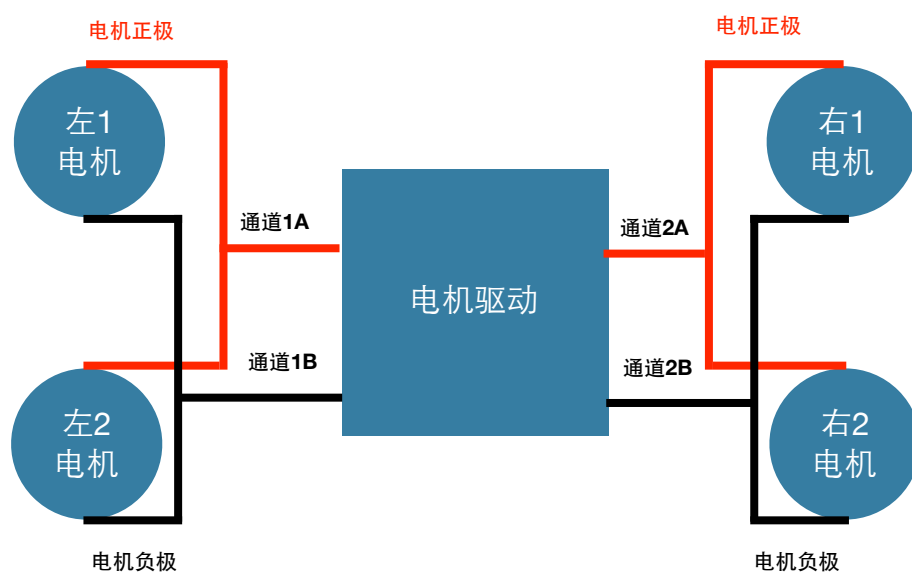 电机正极
电机正极
左1
电机
右1
电机
通道1A
通道2A
电机驱动
通道1B
通道2B
左2
电机
右2
电机
电机负极
电机负极